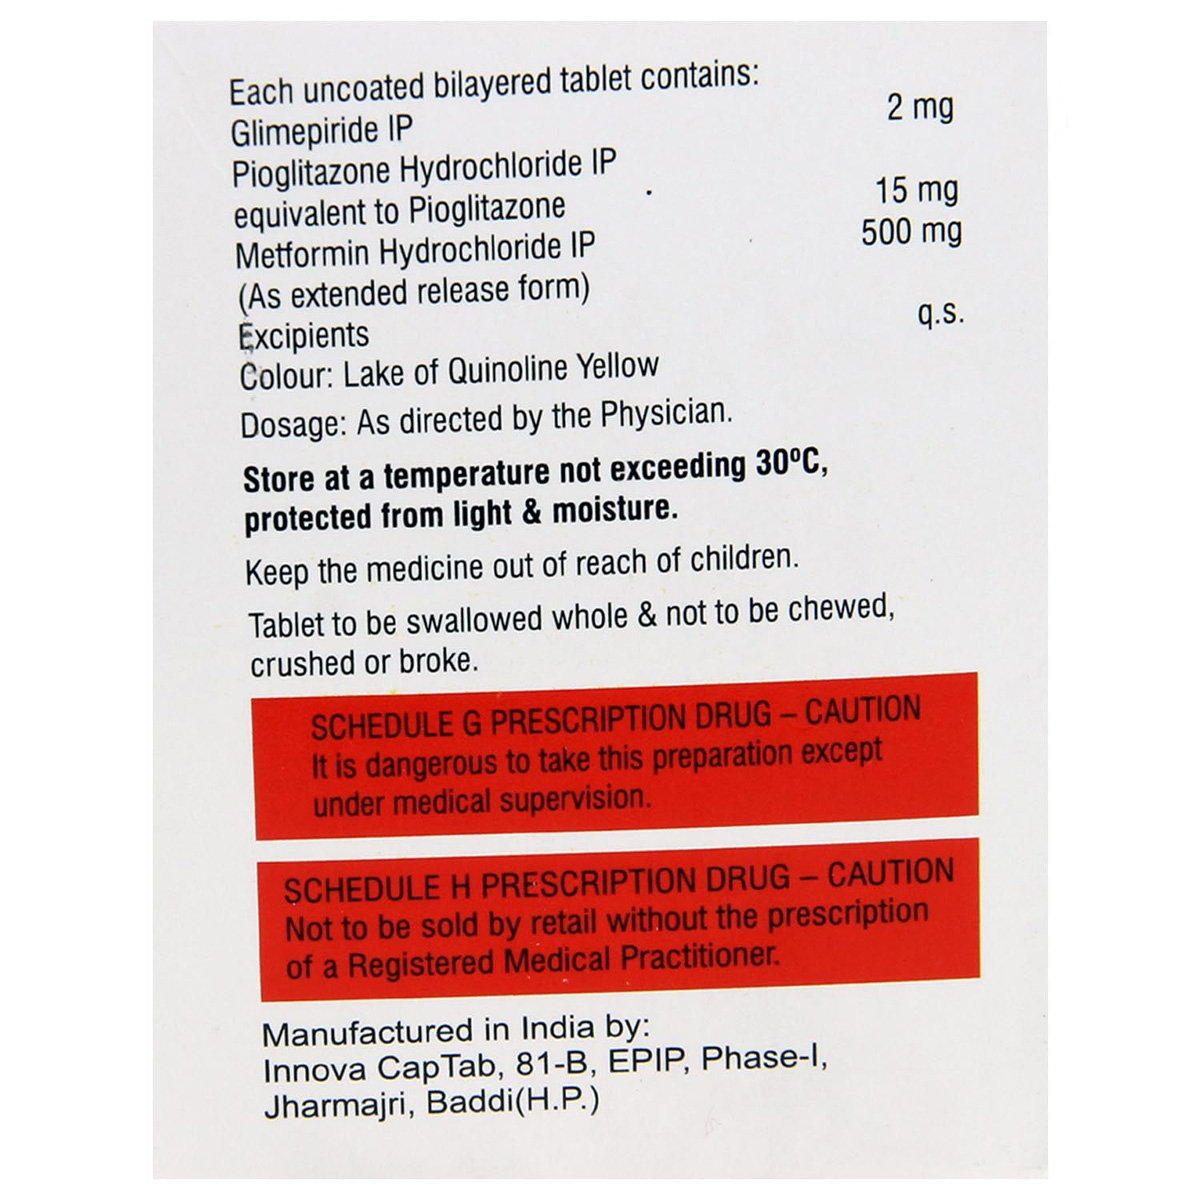 Each uncoated bilayered tablet contains:
Glimepiride IP 2 mg
Pioglitazone Hydrochloride IP
equivalent to Pioglitazone 15 mg
Metformin Hydrochloride IP 500 mg
(As extended release form)
Excipients q.s.
Colour: Lake of Quinoline Yellow
Dosage: As directed by the Physician.
Store at a temperature not exceeding 30ºC,
protected from light & moisture.
Keep the medicine out of reach of children.
Tablet to be swallowed whole & not to be chewed,
crushed or broke.
SCHEDULE G PRESCRIPTION DRUG – CAUTION
It is dangerous to take this preparation except
under medical supervision.
SCHEDULE H PRESCRIPTION DRUG – CAUTION
Not to be sold by retail without the prescription
of a Registered Medical Practitioner.
Manufactured in India by:
Innova CapTab, 81-B, EPIP, Phase-I,
Jharmajri, Baddi(H.P.)